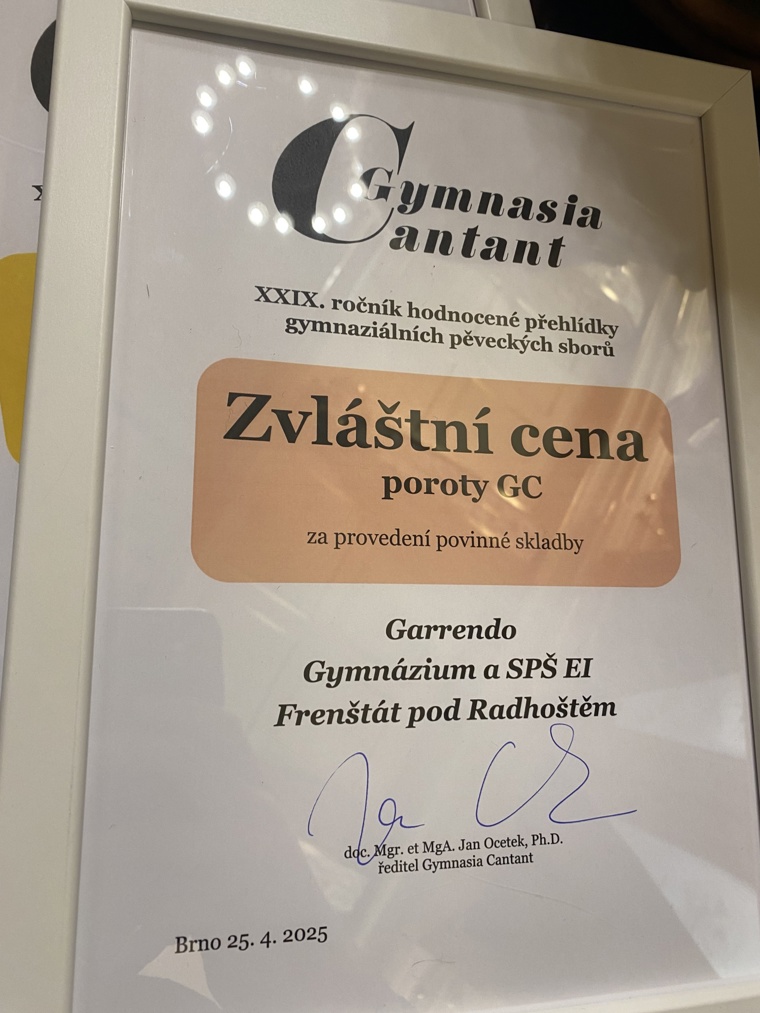 Gymnasia
Cantant
XXIX. ročník hodnocené přehlídky
gymnaziálních pěveckých sborů
Zvláštní cena
poroty GC
za provedení povinné skladby
Garrendo
Gymnázium a SPŠ EI
Frenštát pod Radhoštěm
doc. Mgr. et MgA. Jan Ocetek, Ph.D.
ředitel Gymnasia Cantant
Brno 25. 4. 2025